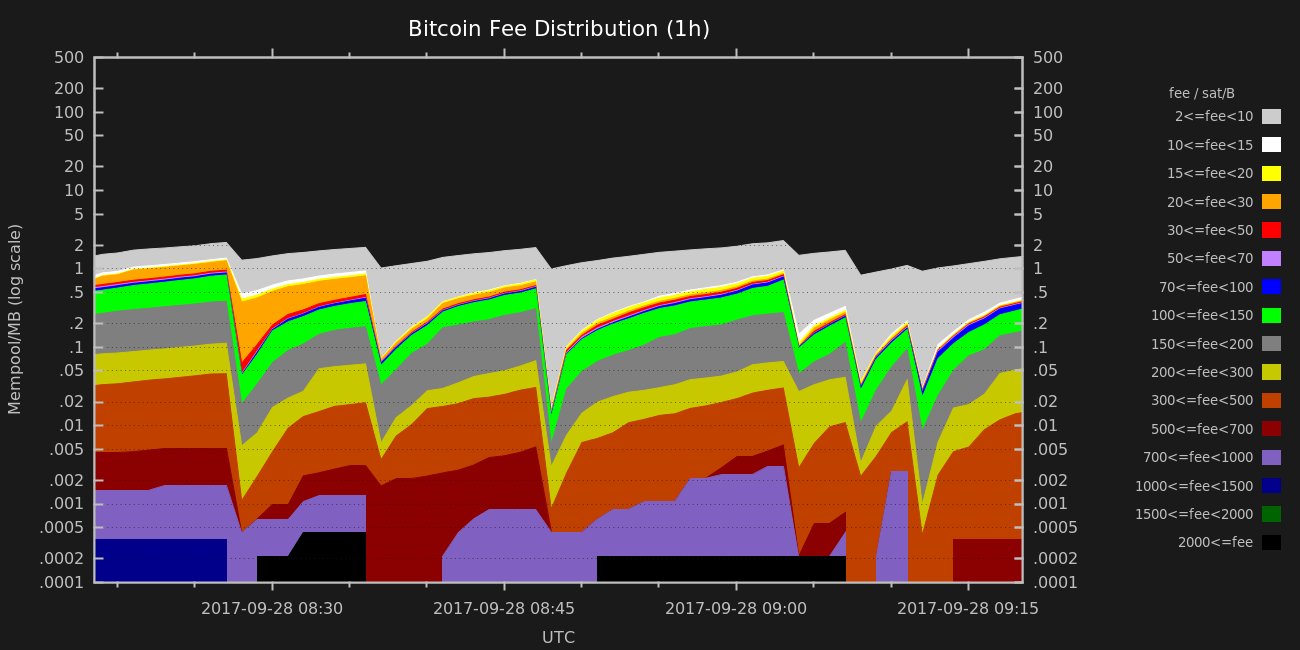 Bitcoin Fee Distribution (1h)
Mempool/MB (log scale)
500
200
100
50
20
10
5
2
1
.5
.2
.1
.05
.02
.01
.005
.002
.001
.0005
.0002
.0001
500
200
100
50
20
10
5
2
1
.5
.2
.1
.05
.02
.01
.005
.002
.001
.0005
.0002
.0001
fee / sat/B
2<=fee<10
10<=fee<15
15<=fee<20
20<=fee<30
30<=fee<50
50<=fee<70
70<=fee<100
100<=fee<150
150<=fee<200
200<=fee<300
300<=fee<500
500<=fee<700
700<=fee<1000
1000<=fee<1500
1500<=fee<2000
2000<=fee
2017-09-28 08:30
2017-09-28 08:45
2017-09-28 09:00
2017-09-28 09:15
UTC